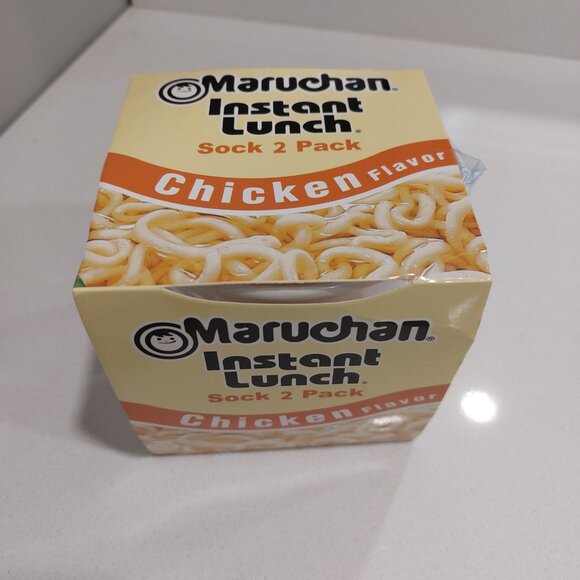 Maruchan®
Instant
Lunch®
Sock 2 Pack
Chicken Flavor
Maruchan®
Instant
Lunch®
Sock 2 Pack
Chicken Flavor